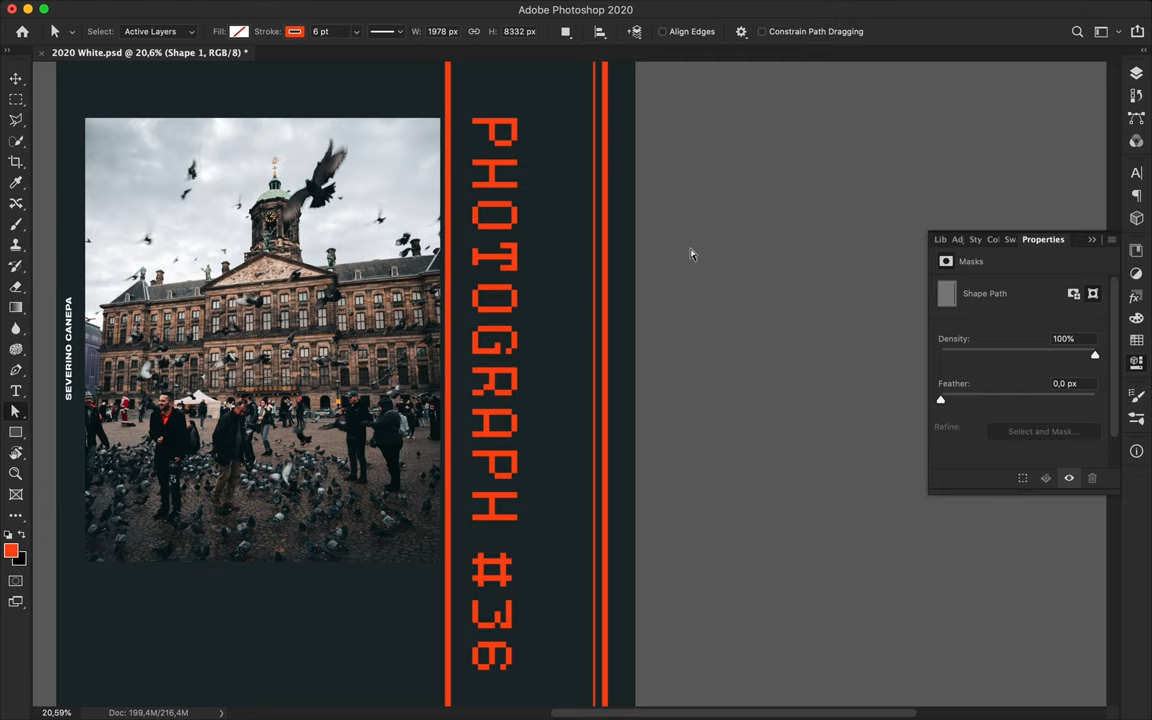 Adobe Photoshop 2020
Select: Active Layers Fill: Stroke: 6 pt W: 1978 px H: 8332 px Align Edges Constrain Path Dragging
2020 White.psd @ 20,6% (Shape 1, RGB/8) *
PHOTOGRAPH #36
SEVERINO CANEPA
Lib Ad Sty Co Sw Properties
Masks
Shape Path
Density: 100%
Feather: 0,0 px
Refine: Select and Mask...
20,59% Doc: 199,4M/216,4M